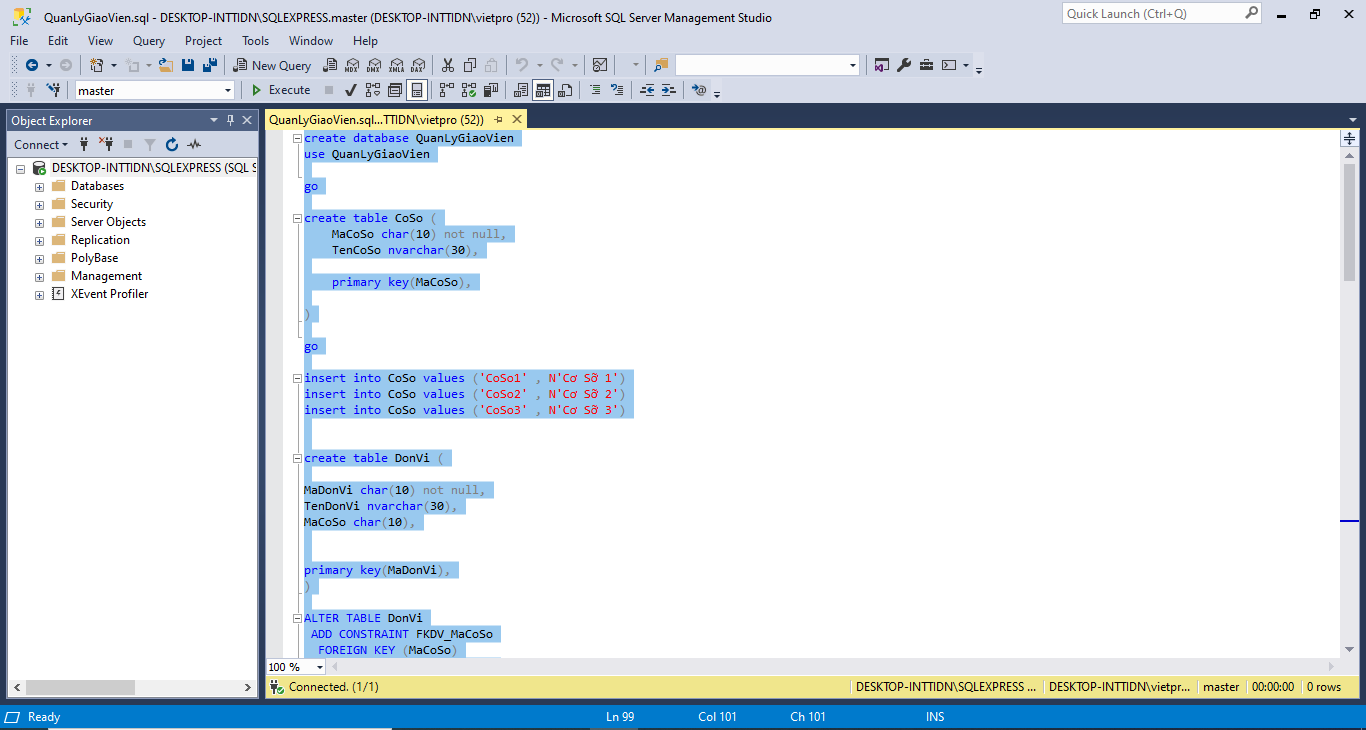 QuanLyGiaoVien.sql - DESKTOP-INTTIDN\SQLEXPRESS.master (DESKTOP-INTTIDN\vietpro (52)) - Microsoft SQL Server Management Studio
Quick Launch (Ctrl+Q)
File Edit View Query Project Tools Window Help
New Query
MDX DMX XMLA DAX
master
Execute
Object Explorer
QuanLyGiaoVien.sql...TTIDN\vietpro (52))
Connect
DESKTOP-INTTIDN\SQLEXPRESS (SQL S
Databases
Security
Server Objects
Replication
PolyBase
Management
XEvent Profiler
create database QuanLyGiaoVien
use QuanLyGiaoVien
go
create table CoSo (
MaCoSo char(10) not null,
TenCoSo nvarchar(30),
primary key(MaCoSo),
)
go
insert into CoSo values ('CoSo1' , N'Cơ Sỡ 1')
insert into CoSo values ('CoSo2' , N'Cơ Sỡ 2')
insert into CoSo values ('CoSo3' , N'Cơ Sỡ 3')
create table DonVi (
MaDonVi char(10) not null,
TenDonVi nvarchar(30),
MaCoSo char(10),
primary key(MaDonVi),
)
ALTER TABLE DonVi
ADD CONSTRAINT FKDV_MaCoSo
FOREIGN KEY (MaCoSo)
100 %
Connected. (1/1)
DESKTOP-INTTIDN\SQLEXPRESS ...
DESKTOP-INTTIDN\vietpr...
master
00:00:00
0 rows
Ready
Ln 99
Col 101
Ch 101
INS